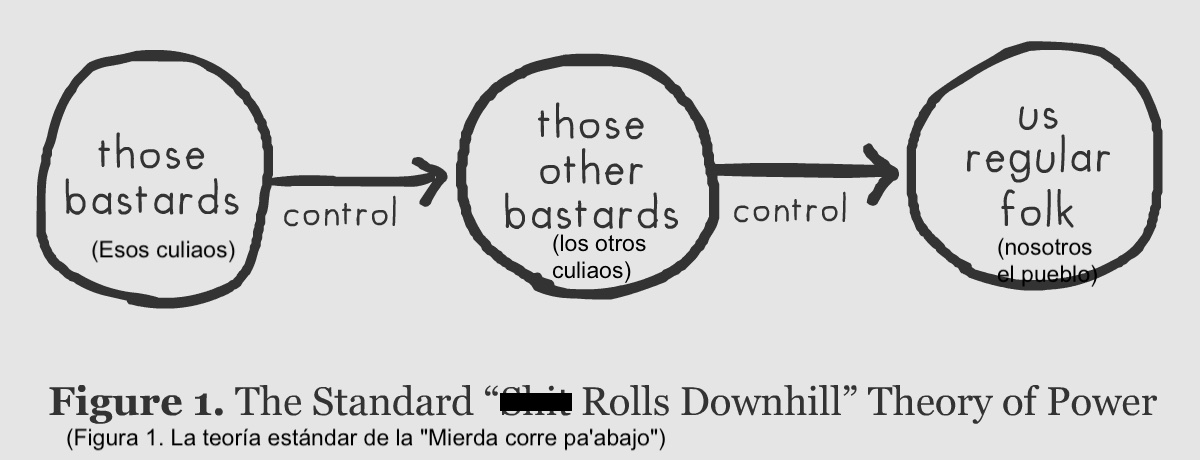 those
bastards
(Esos culiaos)
control
those
other
bastards
(los otros
culiaos)
control
us
regular
folk
(nosotros
el pueblo)
Figure 1. The Standard “ Rolls Downhill” Theory of Power
(Figura 1. La teoría estándar de la "Mierda corre pa'abajo")